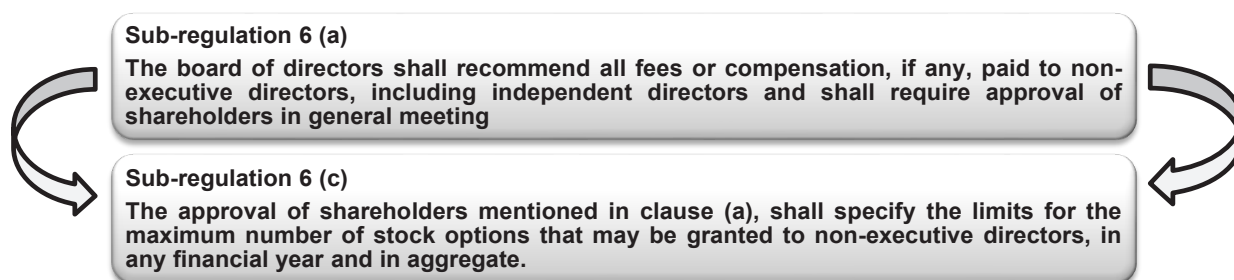 Sub-regulation 6 (a)
The board of directors shall recommend all fees or compensation, if any, paid to non-
executive directors, including independent directors and shall require approval of
shareholders in general meeting
Sub-regulation 6 (c)
The approval of shareholders mentioned in clause (a), shall specify the limits for the
maximum number of stock options that may be granted to non-executive directors, in
any financial year and in aggregate.